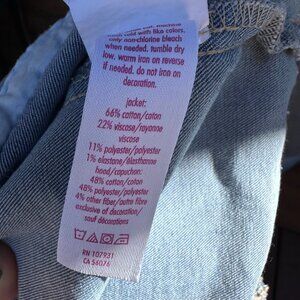 wash cold with like colors,
only non-chlorine bleach
when needed. tumble dry
low. warm iron on reverse
if needed. do not iron on
decoration.
jacket:
66% cotton/coton
22% viscose/rayonne
viscose
11% polyester/polyester
1% elastane/élasthanne
hood/capuchon:
48% cotton/coton
48% polyester/polyester
4% other fiber/autre fibre
exclusive of decoration/
sauf décorations
RN 107931
CA 54076